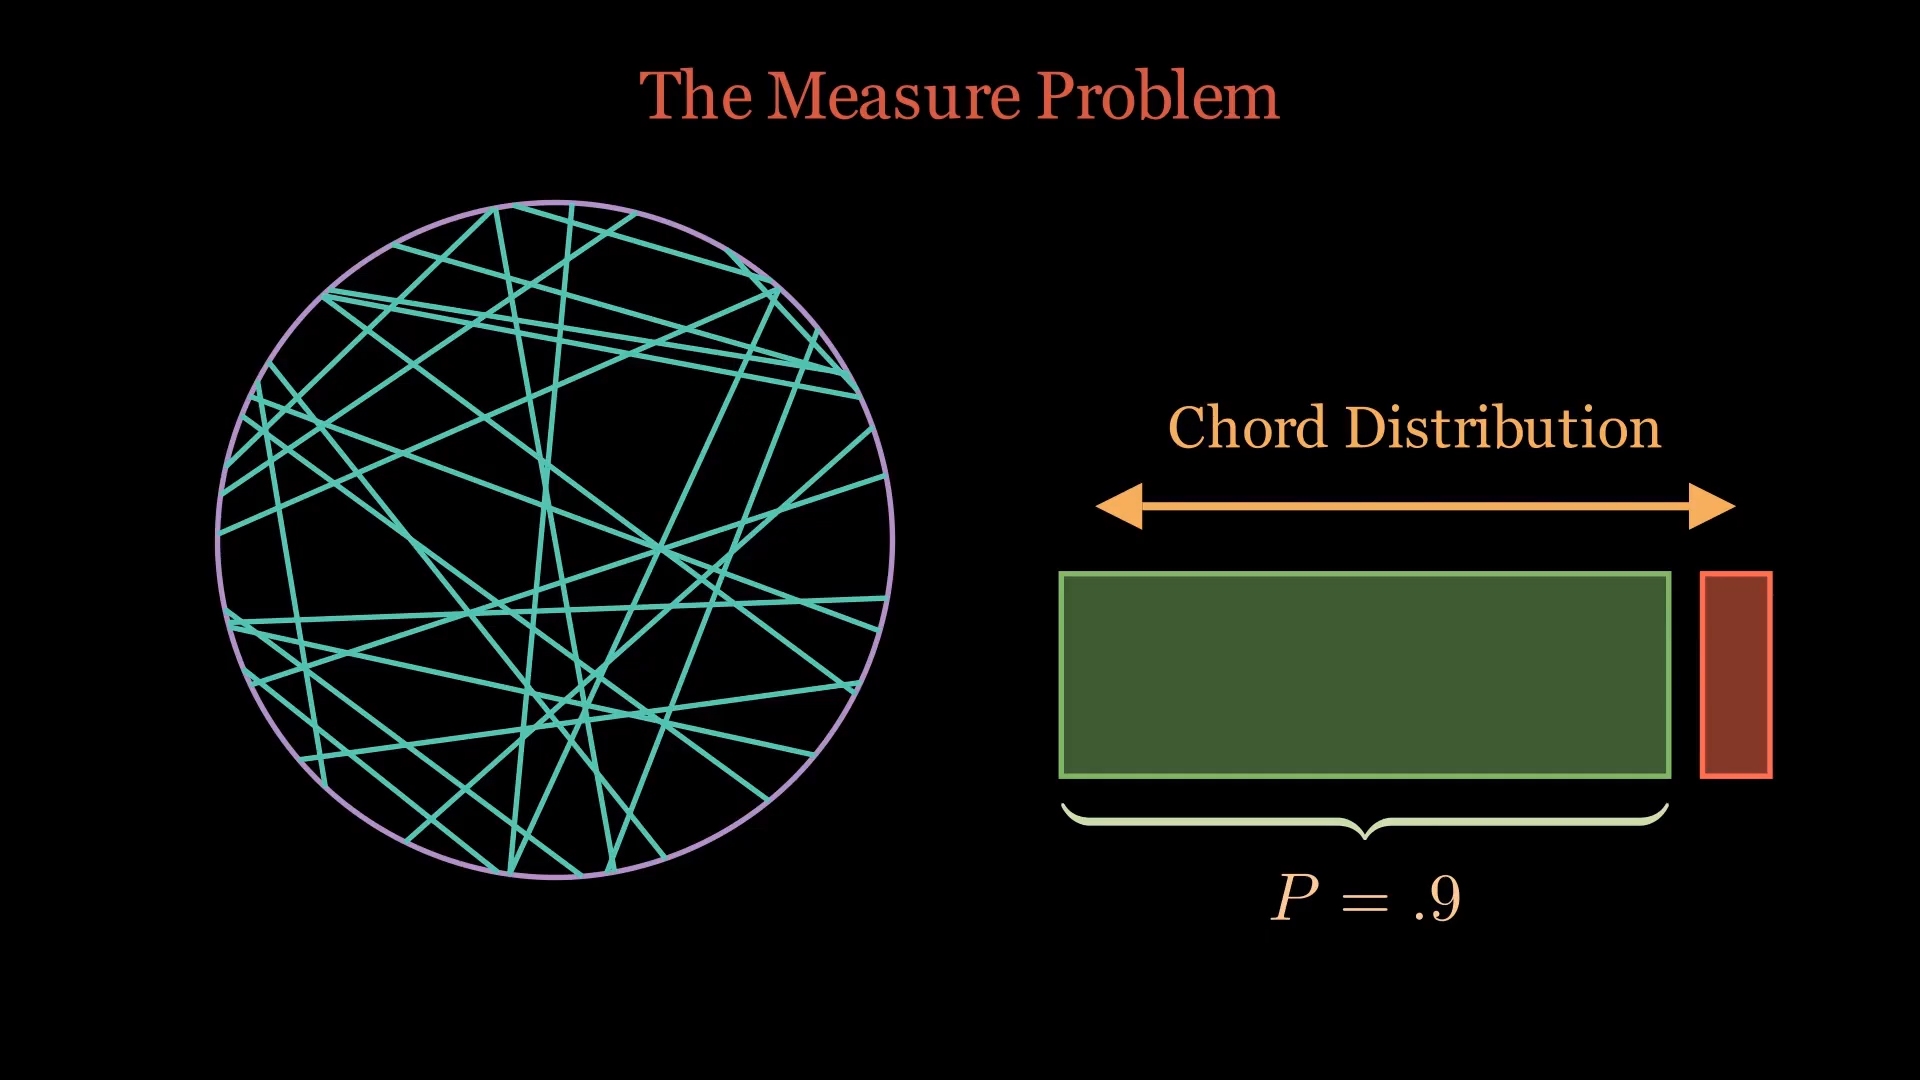 The Measure Problem
Chord Distribution
P = .9